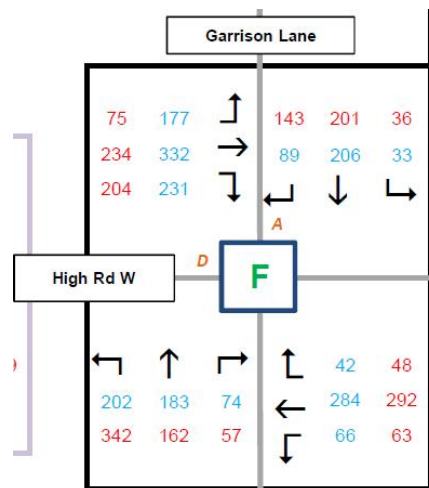 Garrison Lane
75 177 143 201 36
234 332 89 206 33
204 231
A
D
F
High Rd W
42 48
202 183 74 284 292
342 162 57 66 63